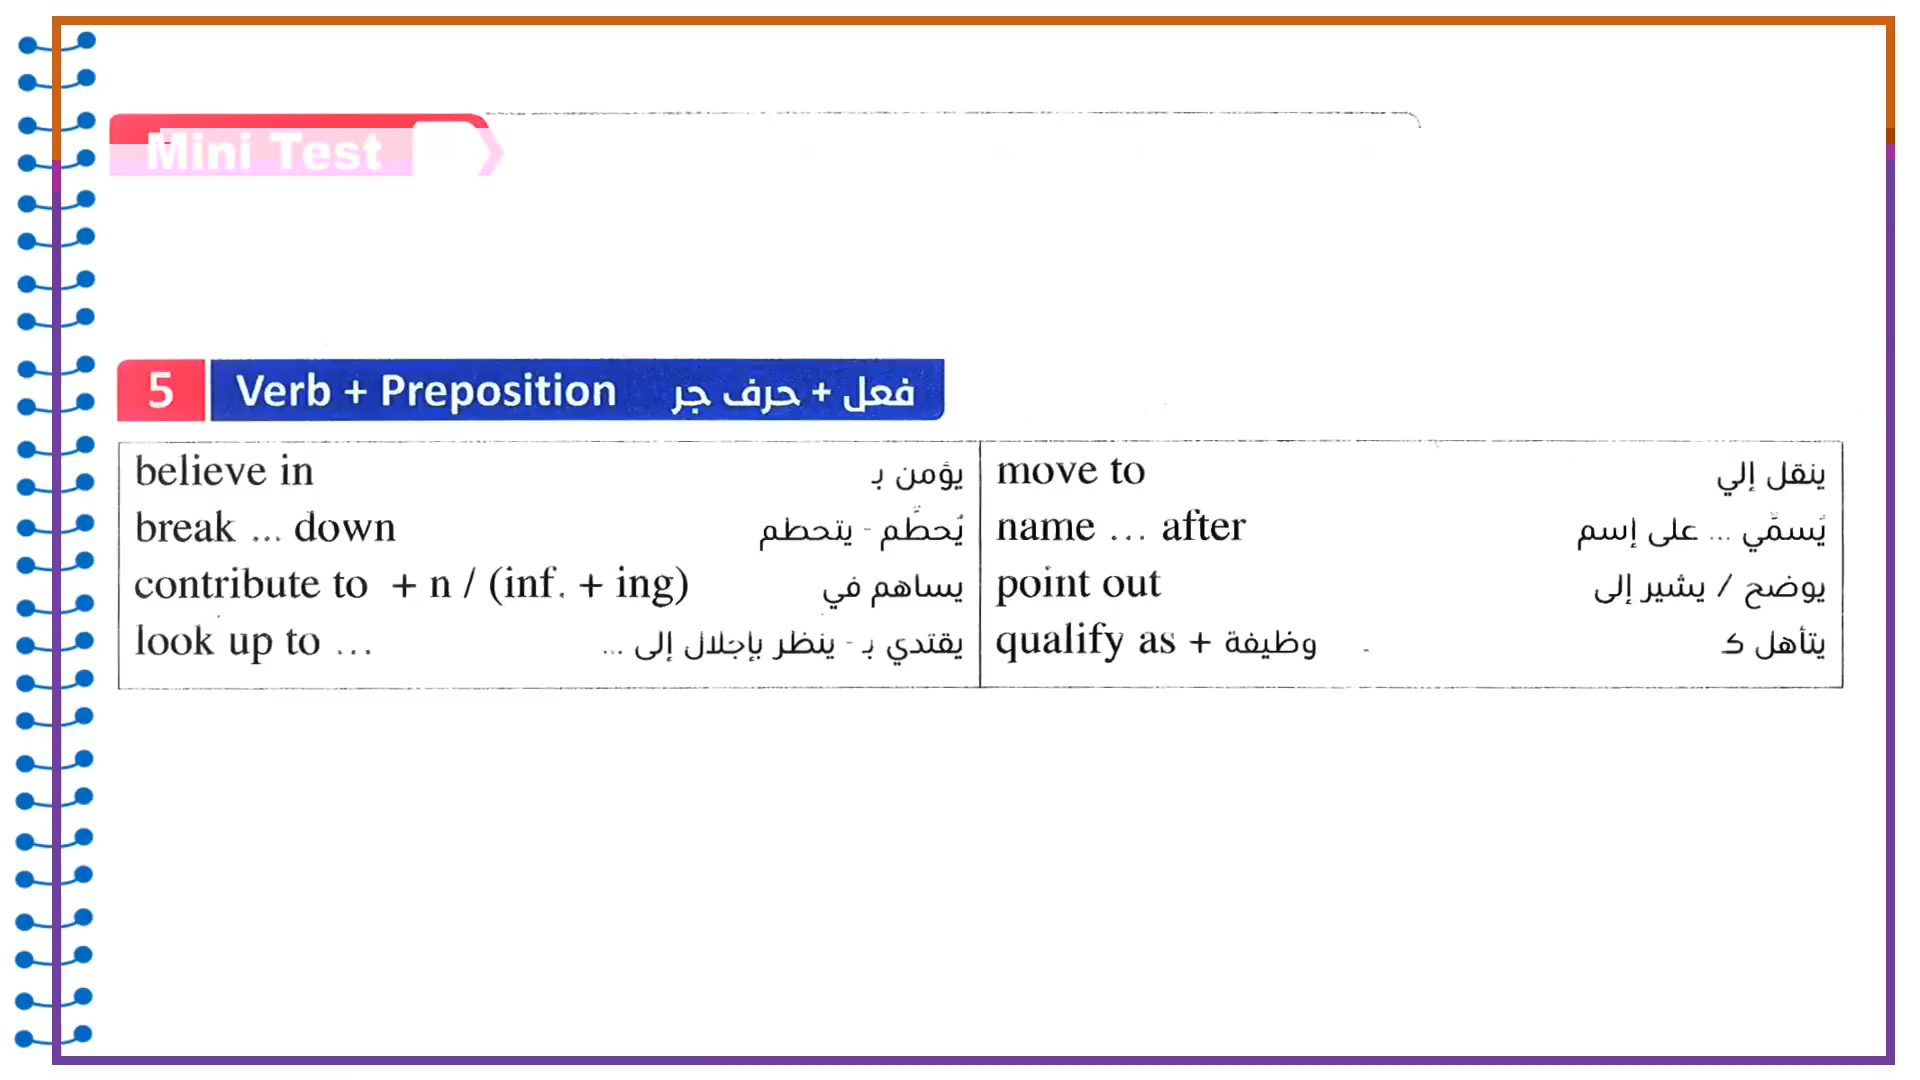 Mini Test
5 Verb + Preposition فعل + حرف جر
believe in يؤمن بـ
break ... down يُحطَّم - يتحطم
contribute to + n / (inf. + ing) يساهم في
look up to ... يقتدي بـ - ينظر بإجلال إلى ...
move to ينقل إلي
name ... after يُسمَّي ... على إسم
point out يوضح / يشير إلى
qualify as + وظيفة يتأهل كـ